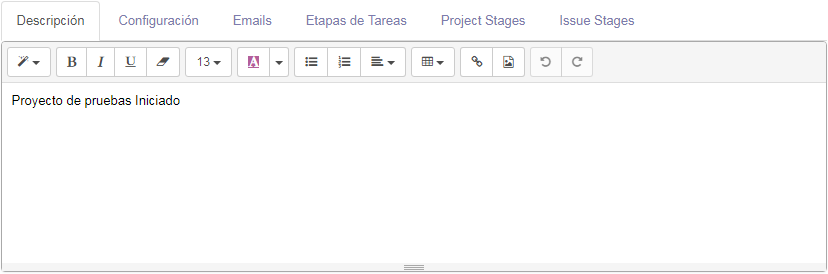 Descripción Configuración Emails Etapas de Tareas Project Stages Issue Stages
B I U 13 A
Proyecto de pruebas Iniciado